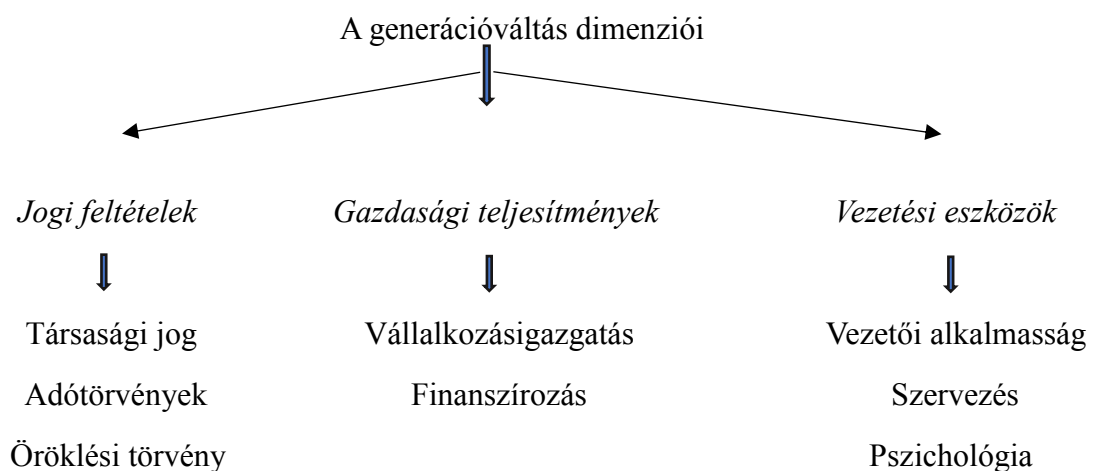 A generációváltás dimenziói
Jogi feltételek
Gazdasági teljesítmények
Vezetési eszközök
Társasági jog
Vállalkozásigazgatás
Vezetői alkalmasság
Adótörvények
Finanszírozás
Szervezés
Öröklési törvény
Pszichológia